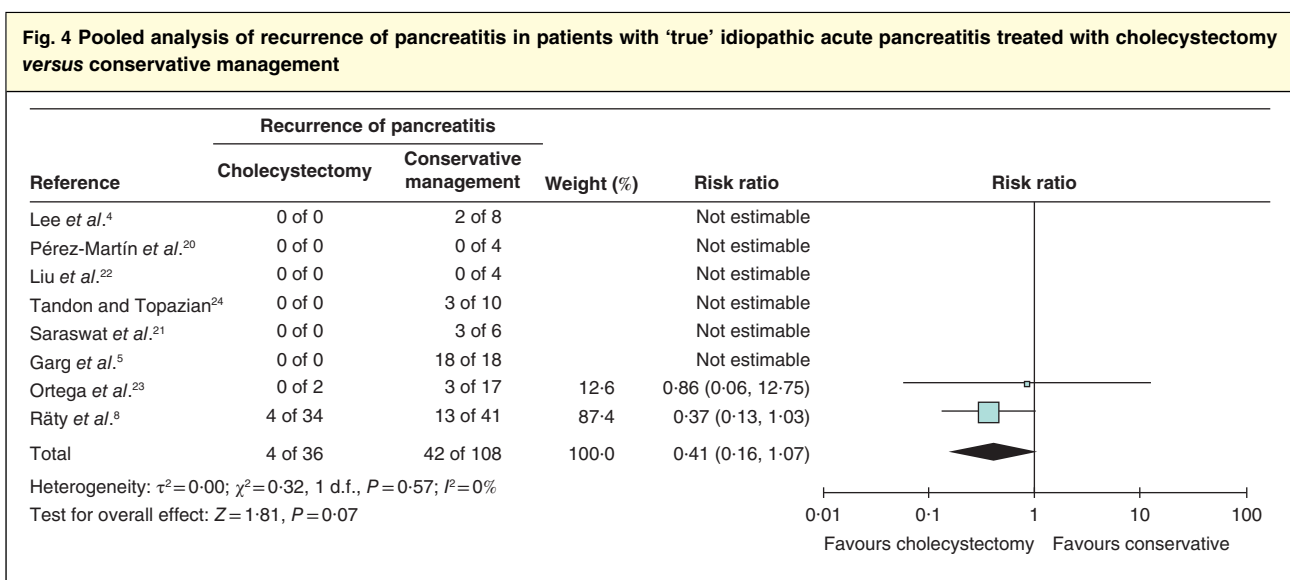 Fig. 4 Pooled analysis of recurrence of pancreatitis in patients with ‘true’ idiopathic acute pancreatitis treated with cholecystectomy
versus conservative management
Recurrence of pancreatitis
Reference Cholecystectomy Conservative management Weight (%) Risk ratio Risk ratio
Lee et al.⁴ 0 of 0 2 of 8 Not estimable
Pérez-Martín et al.²⁰ 0 of 0 0 of 4 Not estimable
Liu et al.²² 0 of 0 0 of 4 Not estimable
Tandon and Topazian²⁴ 0 of 0 3 of 10 Not estimable
Saraswat et al.²¹ 0 of 0 3 of 6 Not estimable
Garg et al.⁵ 0 of 0 18 of 18 Not estimable
Ortega et al.²³ 0 of 2 3 of 17 12·6 0·86 (0·06, 12·75)
Räty et al.⁸ 4 of 34 13 of 41 87·4 0·37 (0·13, 1·03)
Total 4 of 36 42 of 108 100·0 0·41 (0·16, 1·07)
Heterogeneity: τ²=0·00; χ²=0·32, 1 d.f., P=0·57; I²=0%
Test for overall effect: Z=1·81, P=0·07
0·01 0·1 1 10 100
Favours cholecystectomy Favours conservative